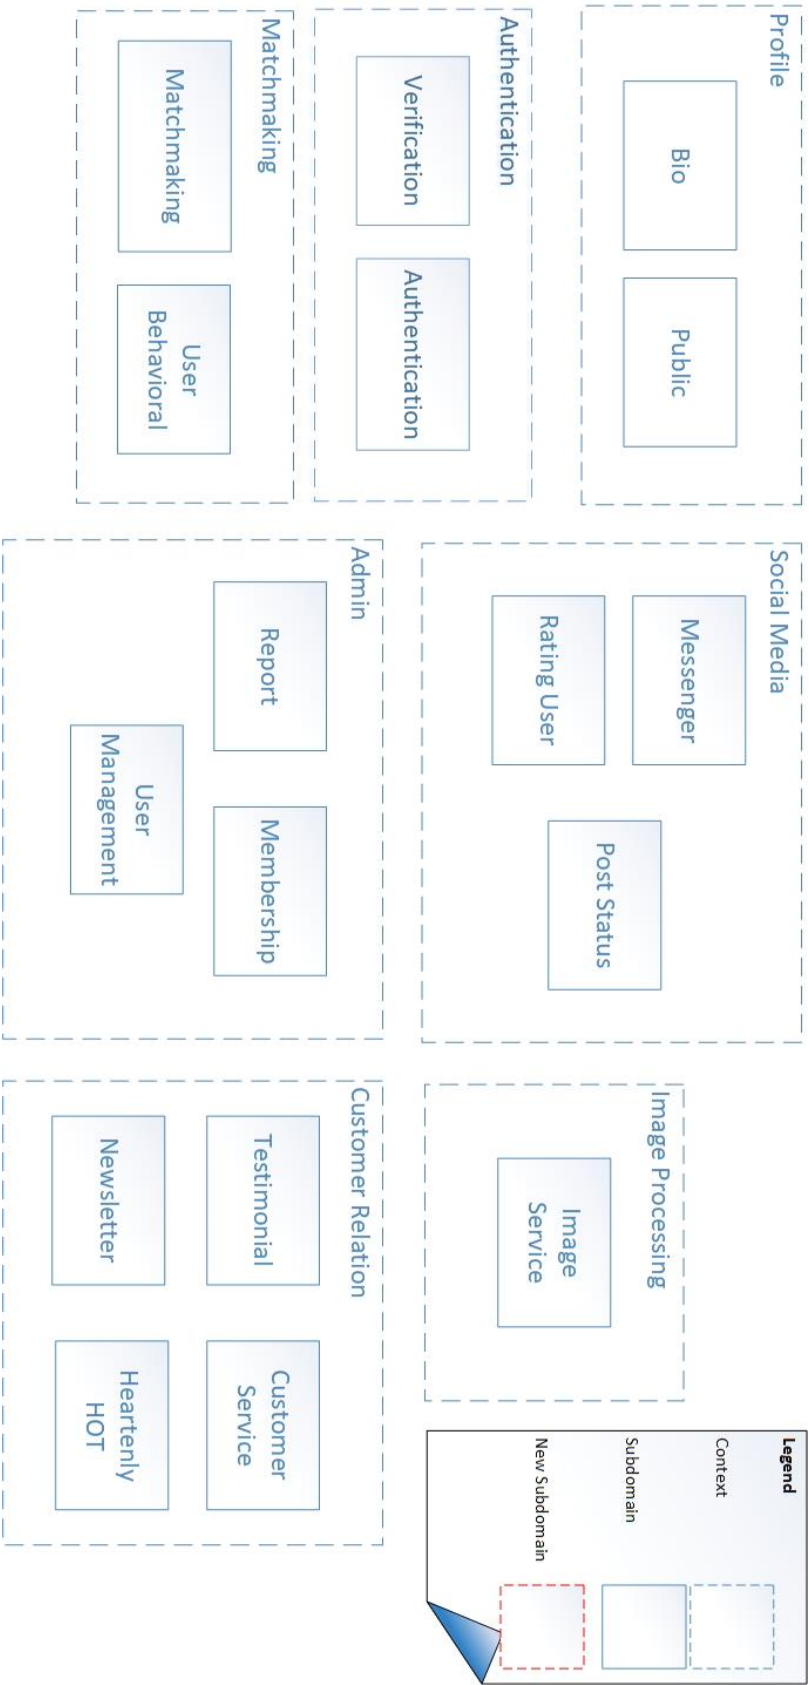 Profile
Bio
Public
Authentication
Verification
Authentication
Matchmaking
Matchmaking
User
Behavioral
Social Media
Messenger
Rating User
Post Status
Admin
Report
Membership
User
Management
Image Processing
Image
Service
Customer Relation
Testimonial
Customer
Service
Newsletter
Heartenly
HOT
Legend
Context
Subdomain
New Subdomain